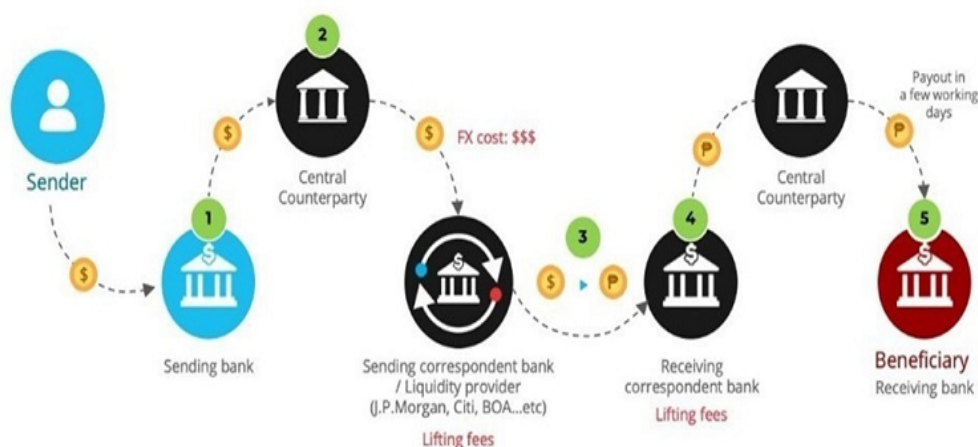 Sender
$
1
$
Sending bank
2
Central
Counterparty
$
FX cost: $$$
$
Sending correspondent bank
/ Liquidity provider
(J.P.Morgan, Citi, BOA...etc)
Lifting fees
3
$ ₱
4
$
Receiving
correspondent bank
Lifting fees
₱
Central
Counterparty
₱
Payout in
a few working
days
5
$
Beneficiary
Receiving bank